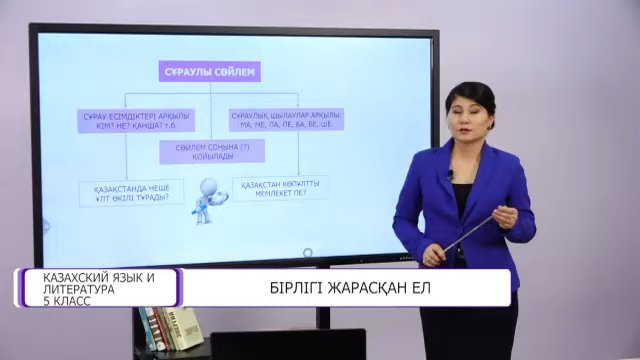 СҰРАУЛЫ СӨЙЛЕМ
СҰРАУ ЕСІМДІКТЕРІ АРҚЫЛЫ
КІМ? НЕ? ҚАНША? т.б.
СҰРАУЛЫҚ ШЫЛАУЛАР АРҚЫЛЫ:
МА, МЕ, ПА, ПЕ, БА, БЕ, ШЕ.
СӨЙЛЕМ СОҢЫНА (?)
ҚОЙЫЛАДЫ
ҚАЗАҚСТАНДА НЕШЕ
ҰЛТ ӨКІЛІ ТҰРАДЫ?
ҚАЗАҚСТАН КӨПҰЛТТЫ
МЕМЛЕКЕТ ПЕ?
КАЗАХСКИЙ ЯЗЫК И
ЛИТЕРАТУРА
5 КЛАСС
БІРЛІГІ ЖАРАСҚАН ЕЛ